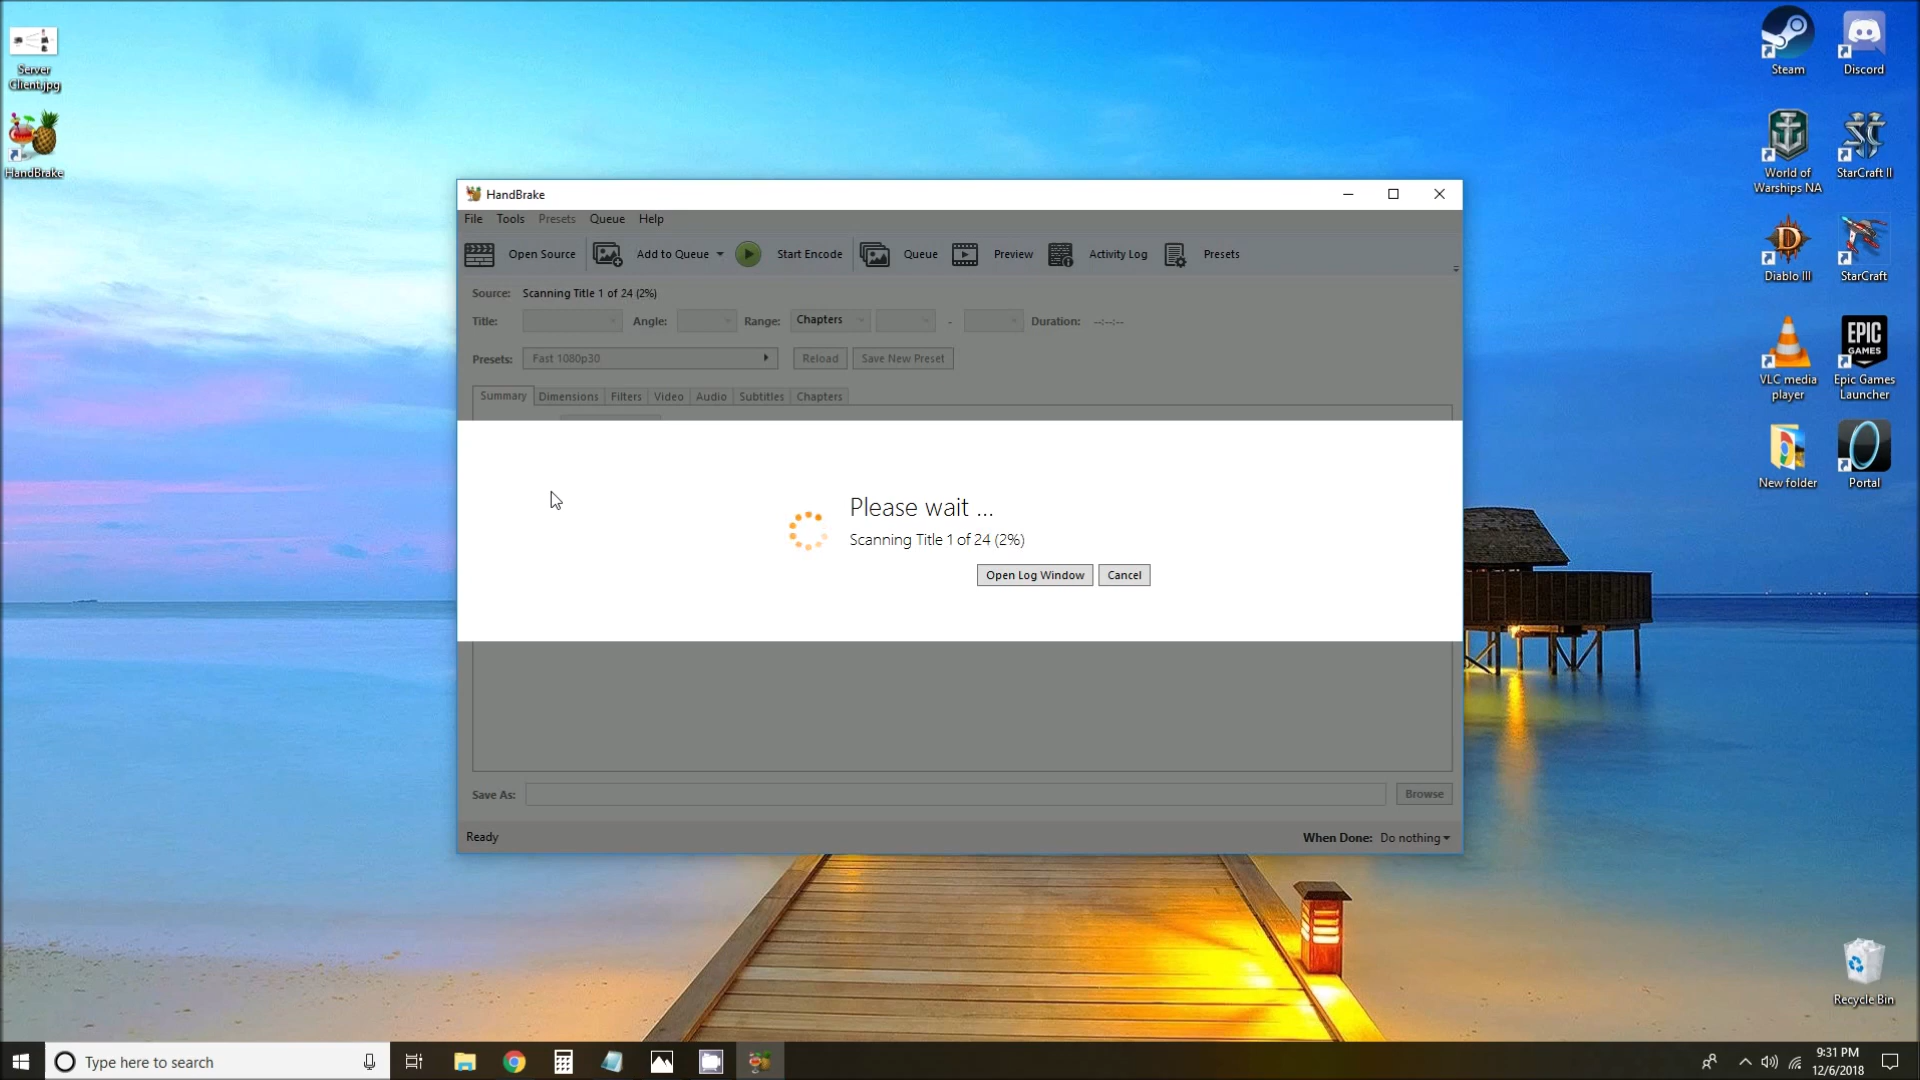 Server
Client.jpg
HandBrake
Steam
Discord
World of
Warships NA
StarCraft II
Diablo III
StarCraft
VLC media
player
EPIC
GAMES
Epic Games
Launcher
New folder
Portal
Recycle Bin
HandBrake
File Tools Presets Queue Help
Open Source Add to Queue Start Encode Queue Preview Activity Log Presets
Source: Scanning Title 1 of 24 (2%)
Title: Angle: Range: Chapters - Duration: --:--:--
Presets: Fast 1080p30 Reload Save New Preset
Summary Dimensions Filters Video Audio Subtitles Chapters
Please wait ...
Scanning Title 1 of 24 (2%)
Open Log Window Cancel
Save As: Browse
Ready When Done: Do nothing
Type here to search
9:31 PM
12/6/2018